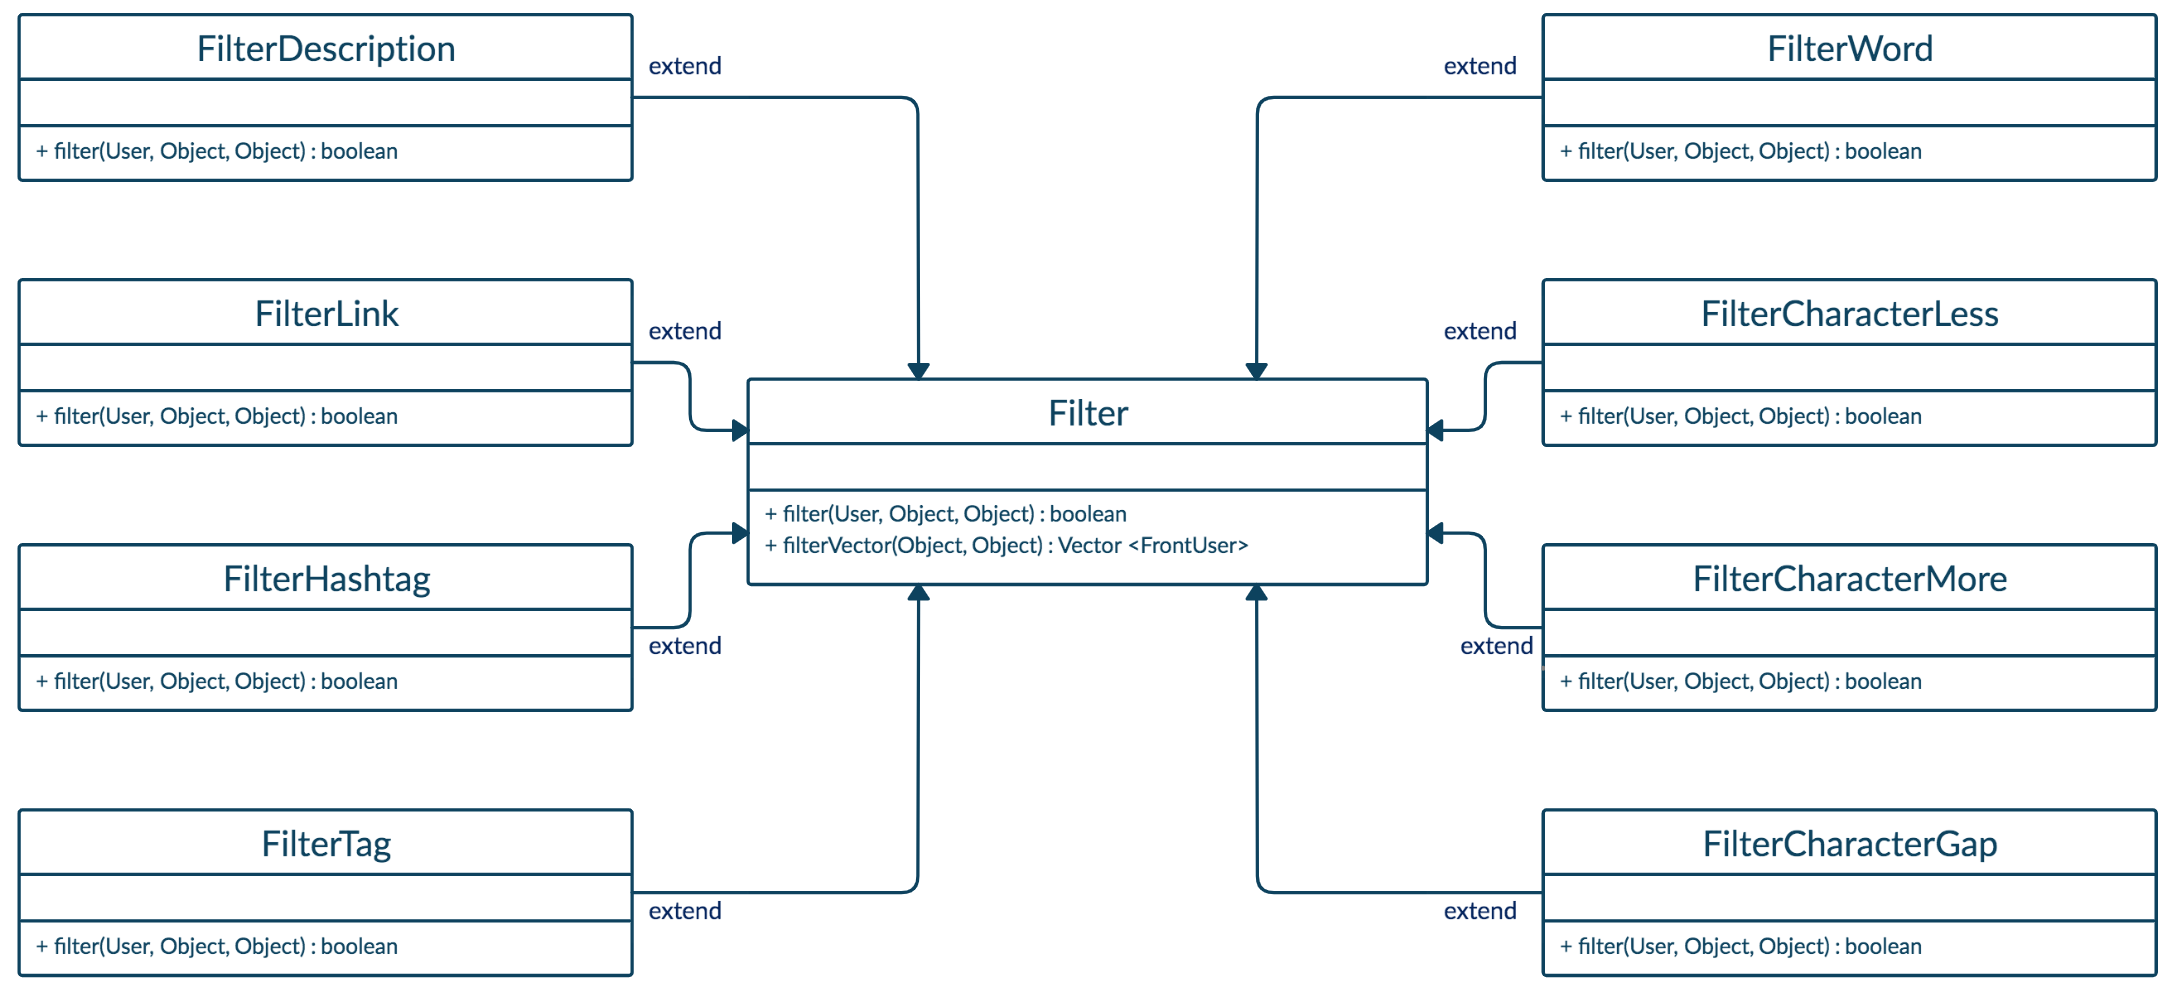 FilterDescription
+ filter(User, Object, Object) : boolean
extend
FilterWord
+ filter(User, Object, Object) : boolean
extend
FilterLink
+ filter(User, Object, Object) : boolean
extend
FilterCharacterLess
+ filter(User, Object, Object) : boolean
extend
Filter
+ filter(User, Object, Object) : boolean
+ filterVector(Object, Object) : Vector <FrontUser>
FilterHashtag
+ filter(User, Object, Object) : boolean
extend
FilterCharacterMore
+ filter(User, Object, Object) : boolean
extend
FilterTag
+ filter(User, Object, Object) : boolean
extend
FilterCharacterGap
+ filter(User, Object, Object) : boolean
extend